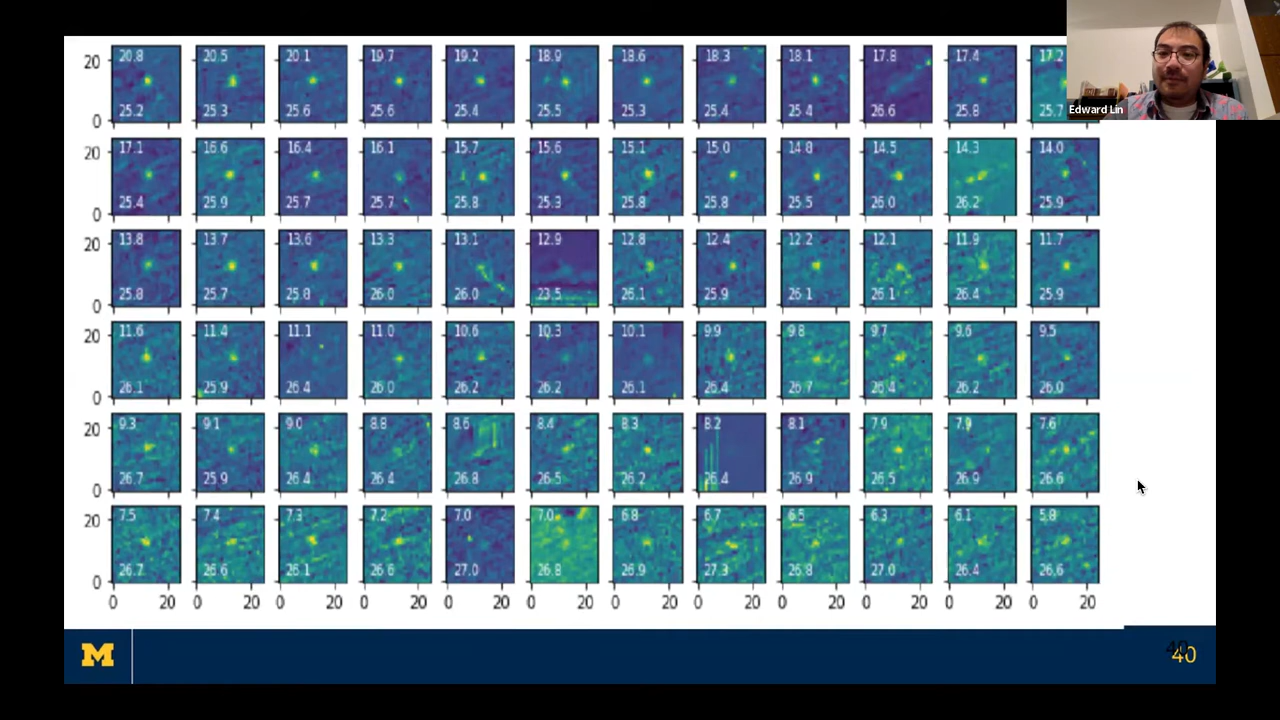 20 20.8 20.5 20.1 19.7 19.2 18.9 18.6 18.3 18.1 17.8 17.4 17.2
0 25.2 25.3 25.6 25.6 25.4 25.5 25.3 25.4 25.4 26.6 25.8 25.7
Edward Lin
20 17.1 16.6 16.4 16.1 15.7 15.6 15.1 15.0 14.8 14.5 14.3 14.0
0 25.4 25.9 25.7 25.7 25.8 25.3 25.8 25.8 25.5 26.0 26.2 25.9
20 13.8 13.7 13.6 13.3 13.1 12.9 12.8 12.4 12.2 12.1 11.9 11.7
0 25.8 25.7 25.8 26.0 26.0 23.5 26.1 25.9 26.1 26.1 26.4 25.9
20 11.6 11.4 11.1 11.0 10.6 10.3 10.1 9.9 9.8 9.7 9.6 9.5
0 26.1 25.9 26.4 26.0 26.2 26.2 26.1 26.4 26.7 26.4 26.2 26.0
20 9.3 9.1 9.0 8.8 8.6 8.4 8.3 8.2 8.1 7.9 7.9 7.6
0 26.7 25.9 26.4 26.4 26.8 26.5 26.2 26.4 26.9 26.5 26.9 26.6
20 7.5 7.4 7.3 7.2 7.0 7.0 6.8 6.7 6.5 6.3 6.1 5.8
0 26.7 26.6 26.1 26.6 27.0 26.8 26.9 27.3 26.8 27.0 26.4 26.6
0 20 0 20 0 20 0 20 0 20 0 20 0 20 0 20 0 20 0 20 0 20 0 20
M
40
40